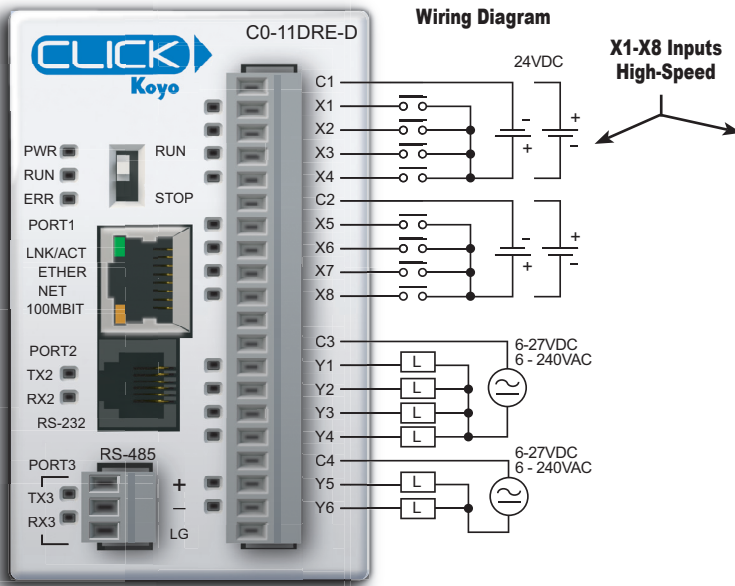 CLICK
Koyo
C0-11DRE-D
PWR
RUN
ERR
RUN
STOP
PORT1
LNK/ACT
ETHER
NET
100MBIT
PORT2
TX2
RX2
RS-232
PORT3
RS-485
TX3
RX3
+
–
LG
Wiring Diagram
X1-X8 Inputs
High-Speed
24VDC
C1
X1
X2
X3
X4
– +
+ –
C2
X5
X6
X7
X8
– +
+ –
C3
Y1 L
Y2 L
Y3 L
Y4 L
6-27VDC
6 - 240VAC
C4
Y5 L
Y6 L
6-27VDC
6 - 240VAC